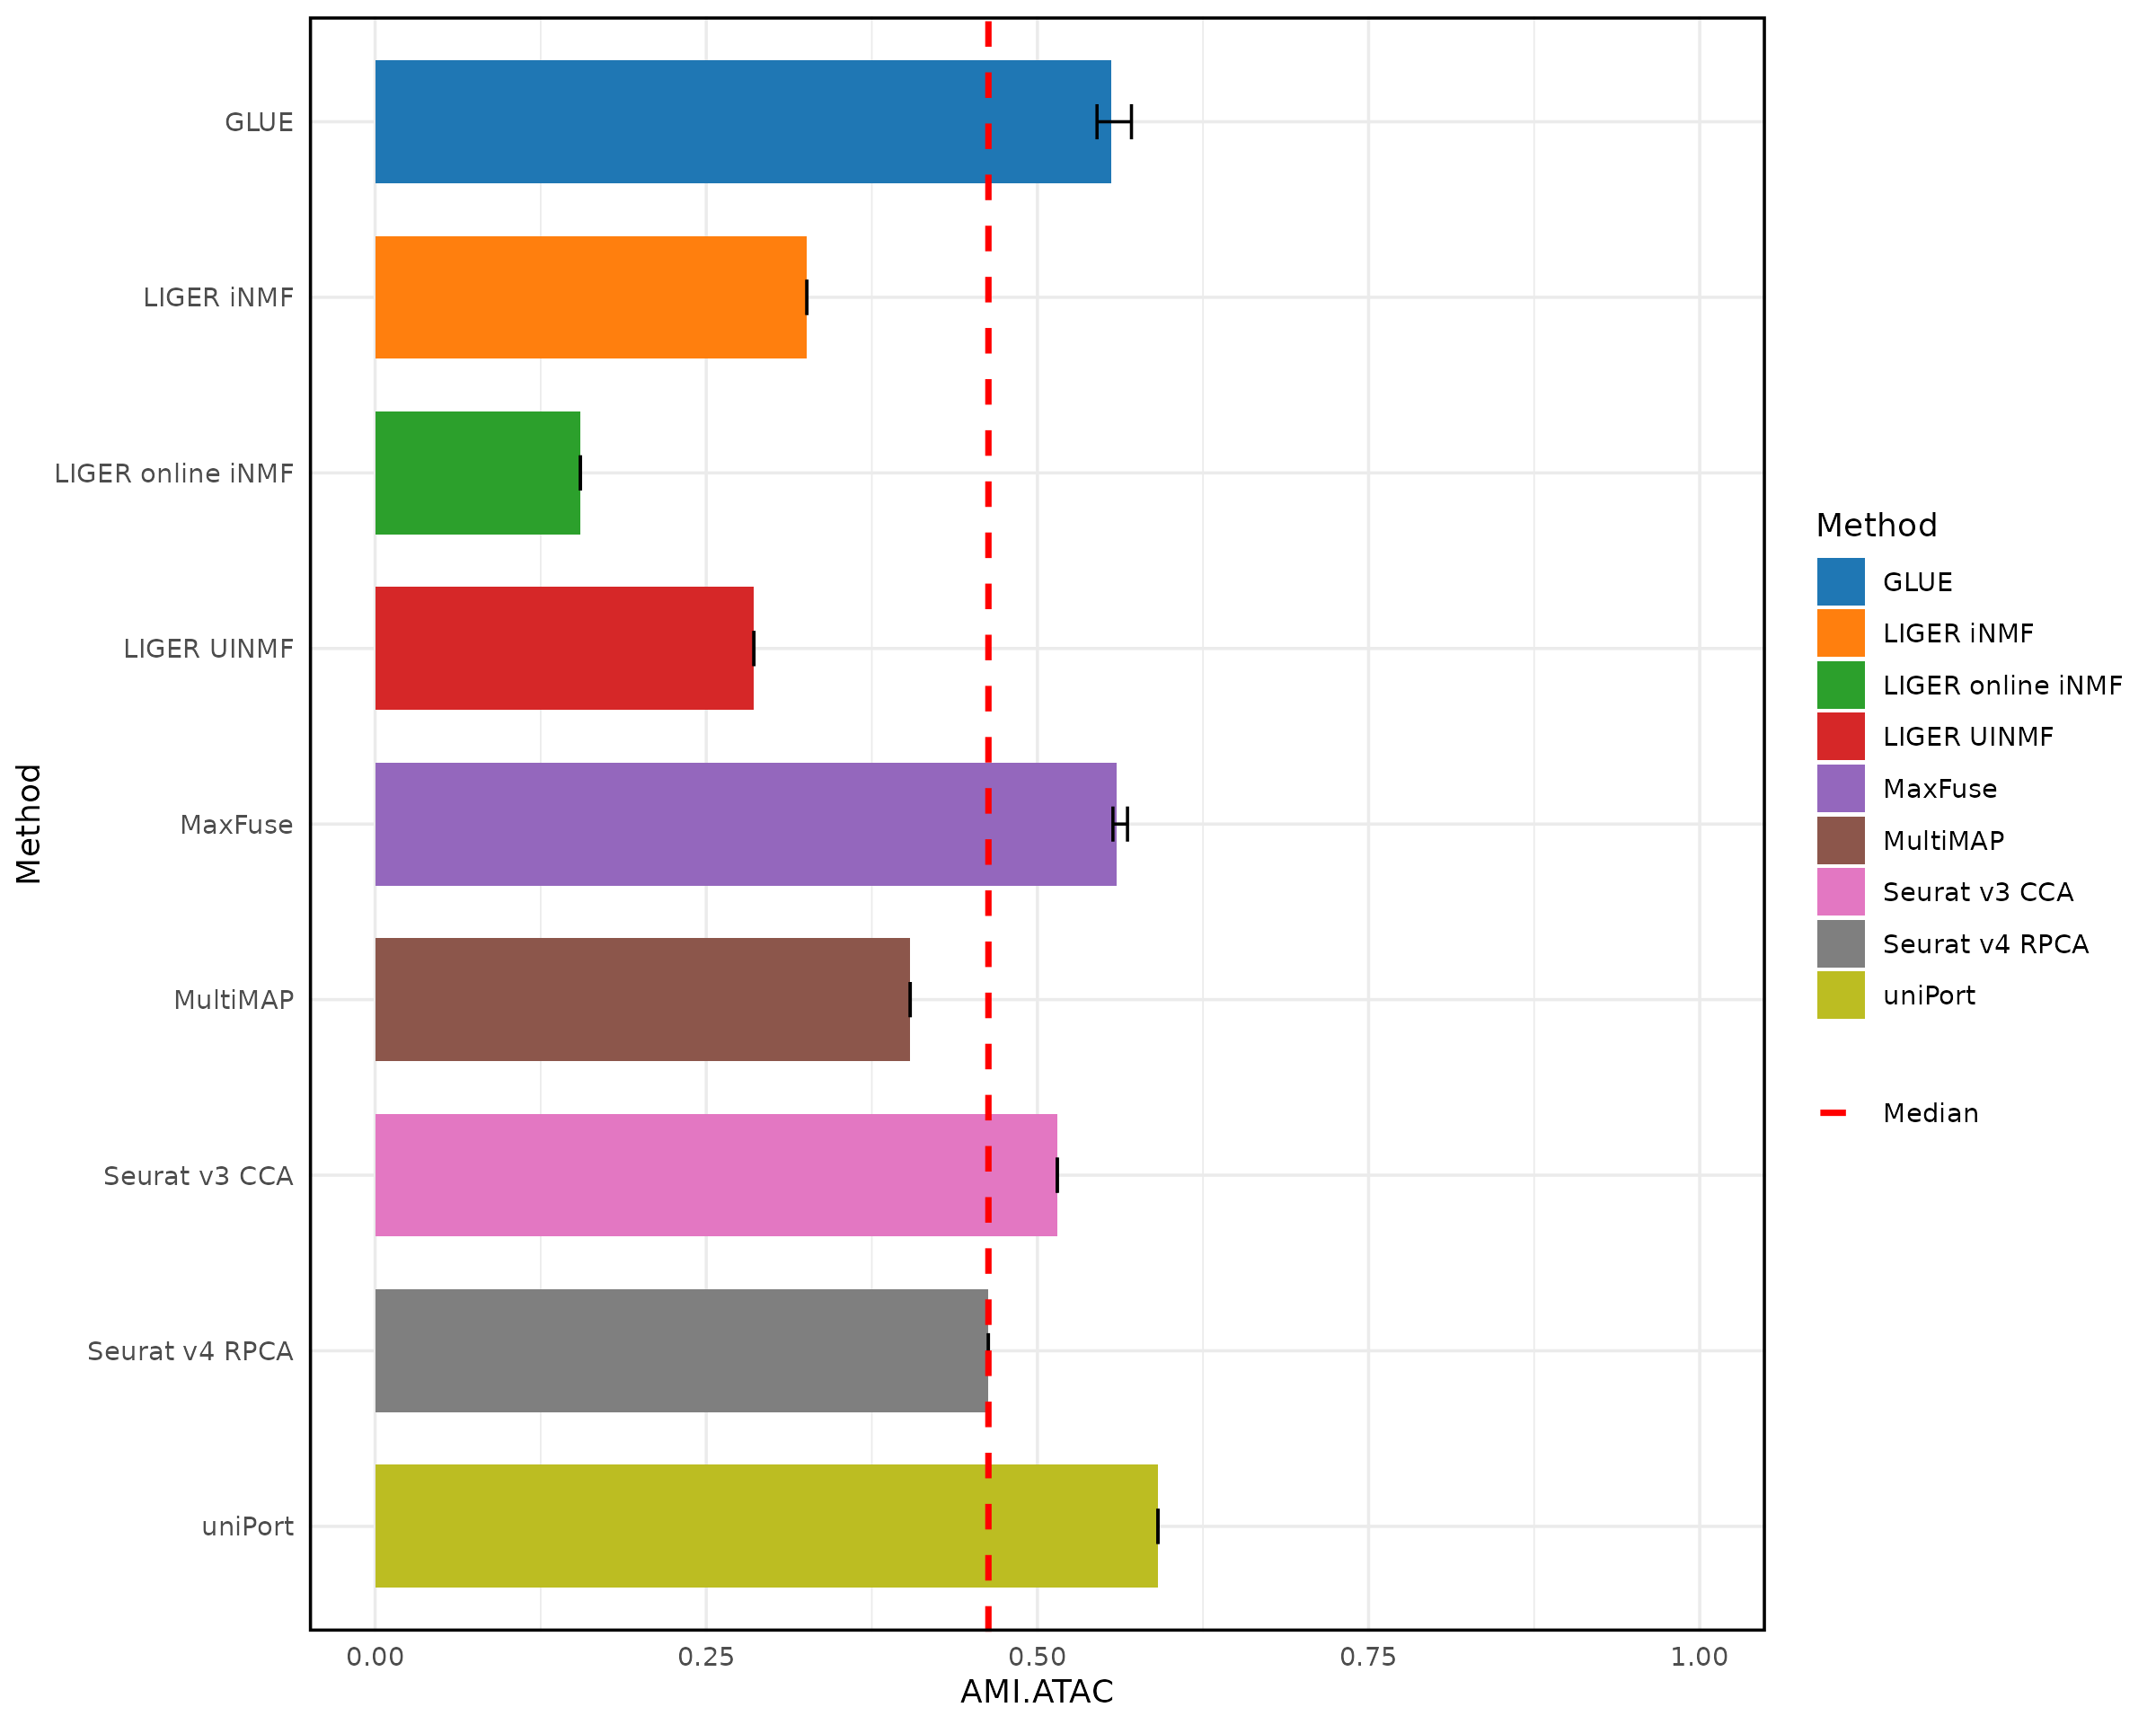 GLUE
LIGER iNMF
LIGER online iNMF
LIGER UINMF
MaxFuse
MultiMAP
Seurat v3 CCA
Seurat v4 RPCA
uniPort
Method
0.00 0.25 0.50 0.75 1.00
AMI.ATAC
Method
GLUE
LIGER iNMF
LIGER online iNMF
LIGER UINMF
MaxFuse
MultiMAP
Seurat v3 CCA
Seurat v4 RPCA
uniPort
Median